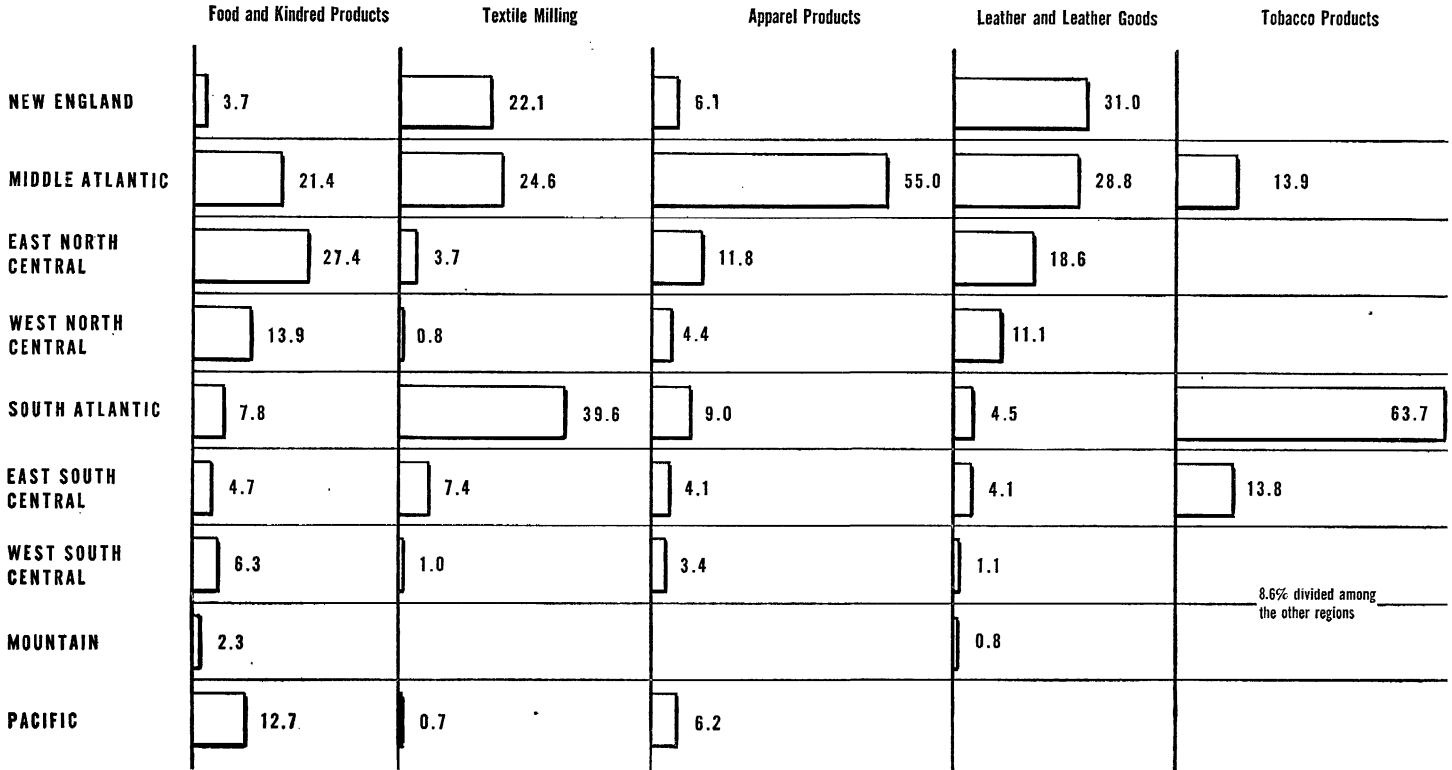 Food and Kindred Products Textile Milling Apparel Products Leather and Leather Goods Tobacco Products
NEW ENGLAND 3.7 22.1 6.1 31.0
MIDDLE ATLANTIC 21.4 24.6 55.0 28.8 13.9
EAST NORTH
CENTRAL 27.4 3.7 11.8 18.6
WEST NORTH
CENTRAL 13.9 0.8 4.4 11.1
SOUTH ATLANTIC 7.8 39.6 9.0 4.5 63.7
EAST SOUTH
CENTRAL 4.7 7.4 4.1 4.1 13.8
WEST SOUTH
CENTRAL 6.3 1.0 3.4 1.1
8.6% divided among
the other regions
MOUNTAIN 2.3 0.8
PACIFIC 12.7 0.7 6.2